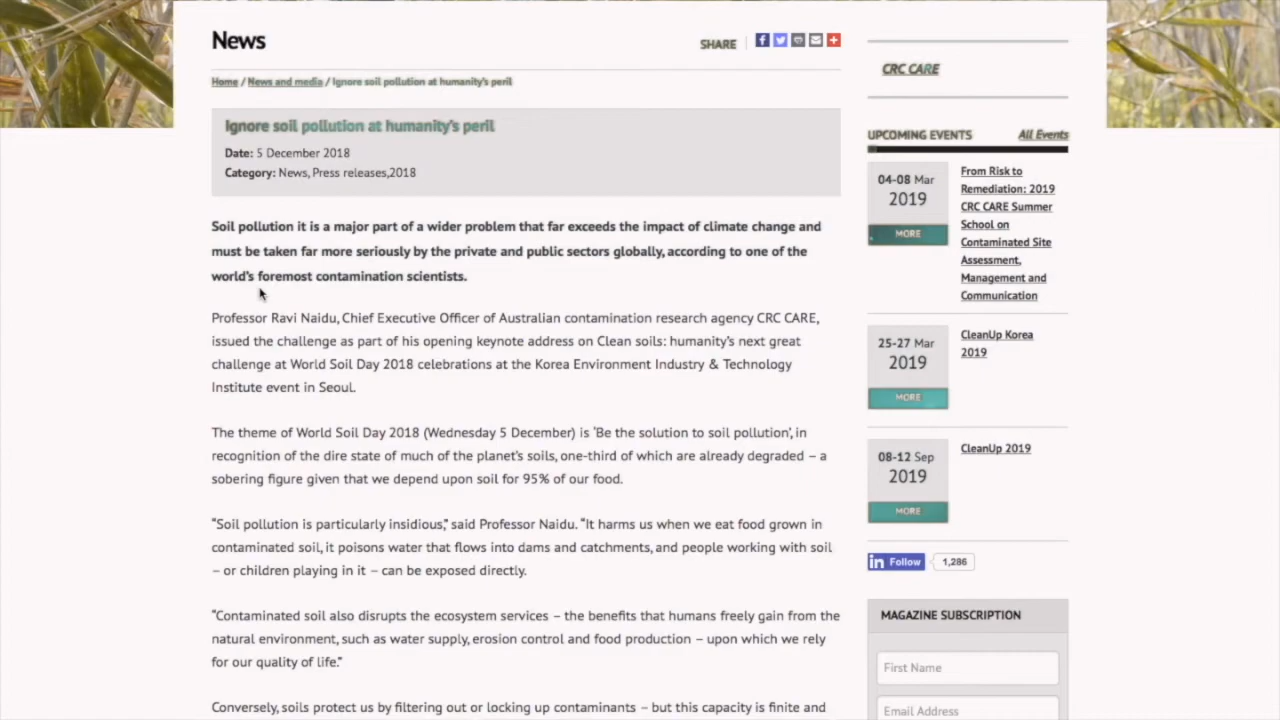 News
SHARE
Home / News and media / Ignore soil pollution at humanity's peril
Ignore soil pollution at humanity's peril
Date: 5 December 2018
Category: News, Press releases,2018
Soil pollution it is a major part of a wider problem that far exceeds the impact of climate change and
must be taken far more seriously by the private and public sectors globally, according to one of the
world's foremost contamination scientists.
Professor Ravi Naidu, Chief Executive Officer of Australian contamination research agency CRC CARE,
issued the challenge as part of his opening keynote address on Clean soils: humanity's next great
challenge at World Soil Day 2018 celebrations at the Korea Environment Industry & Technology
Institute event in Seoul.
The theme of World Soil Day 2018 (Wednesday 5 December) is ‘Be the solution to soil pollution’, in
recognition of the dire state of much of the planet's soils, one-third of which are already degraded – a
sobering figure given that we depend upon soil for 95% of our food.
“Soil pollution is particularly insidious,” said Professor Naidu. “It harms us when we eat food grown in
contaminated soil, it poisons water that flows into dams and catchments, and people working with soil
– or children playing in it – can be exposed directly.
“Contaminated soil also disrupts the ecosystem services – the benefits that humans freely gain from the
natural environment, such as water supply, erosion control and food production – upon which we rely
for our quality of life.”
Conversely, soils protect us by filtering out or locking up contaminants – but this capacity is finite and
CRC CARE
UPCOMING EVENTS All Events
04-08 Mar
2019
MORE
From Risk to
Remediation: 2019
CRC CARE Summer
School on
Contaminated Site
Assessment,
Management and
Communication
25-27 Mar
2019
MORE
CleanUp Korea
2019
08-12 Sep
2019
MORE
CleanUp 2019
in Follow 1,286
MAGAZINE SUBSCRIPTION
First Name
Email Address